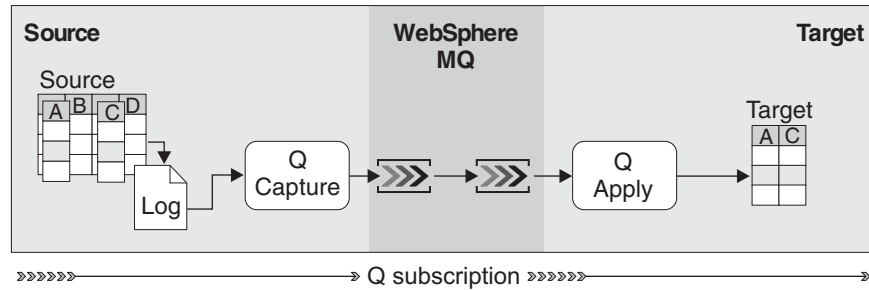 Source
WebSphere
MQ
Target
Source
A B C D
Log
Q
Capture
Q
Apply
Target
A C
Q subscription